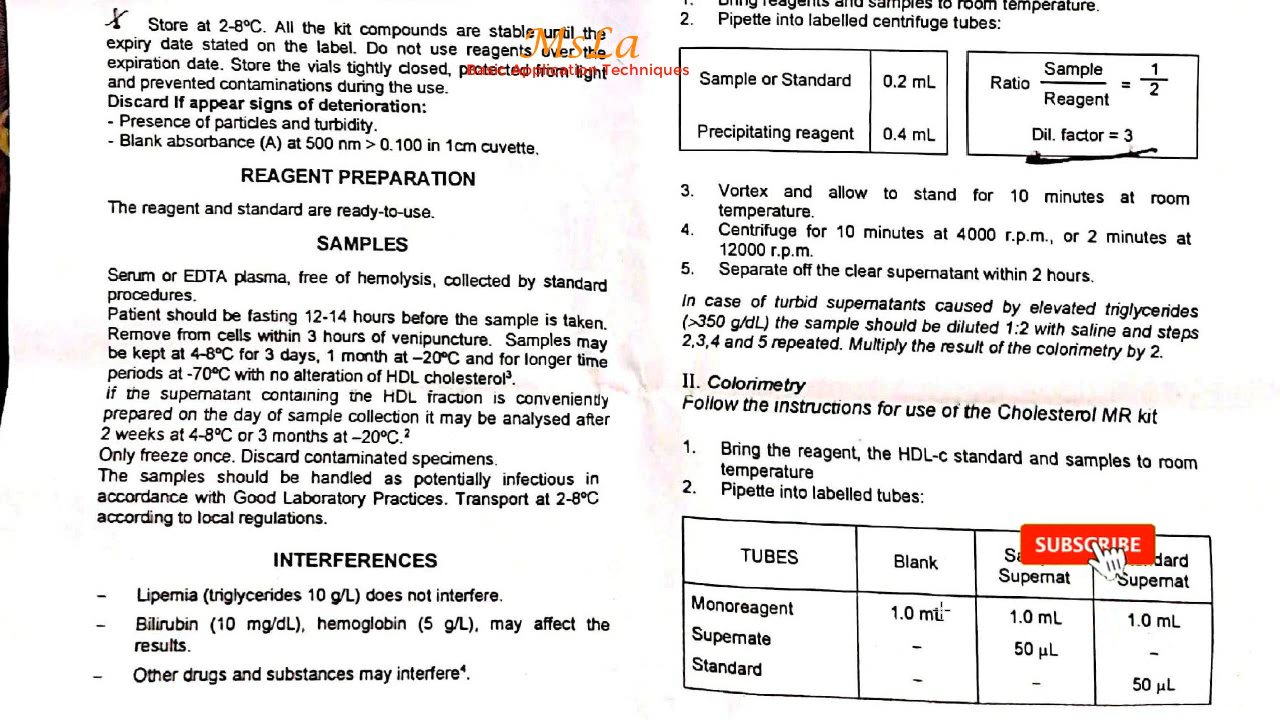 Store at 2-8ºC. All the kit compounds are stable until the
expiry date stated on the label. Do not use reagents over the
expiration date. Store the vials tightly closed, protected from light
and prevented contaminations during the use.
Discard If appear signs of deterioration:
- Presence of particles and turbidity.
- Blank absorbance (A) at 500 nm > 0.100 in 1cm cuvette.
REAGENT PREPARATION
The reagent and standard are ready-to-use.
SAMPLES
Serum or EDTA plasma, free of hemolysis, collected by standard
procedures.
Patient should be fasting 12-14 hours before the sample is taken.
Remove from cells within 3 hours of venipuncture. Samples may
be kept at 4-8ºC for 3 days, 1 month at –20ºC and for longer time
periods at -70ºC with no alteration of HDL cholesterol³.
If the supernatant containing the HDL fraction is conveniently
prepared on the day of sample collection it may be analysed after
2 weeks at 4-8ºC or 3 months at –20ºC.²
Only freeze once. Discard contaminated specimens.
The samples should be handled as potentially infectious in
accordance with Good Laboratory Practices. Transport at 2-8ºC
according to local regulations.
INTERFERENCES
– Lipemia (triglycerides 10 g/L) does not interfere.
– Bilirubin (10 mg/dL), hemoglobin (5 g/L), may affect the
results.
– Other drugs and substances may interfere⁴.
MsLa
Basic Application Techniques
1. Bring reagents and samples to room temperature.
2. Pipette into labelled centrifuge tubes:
Sample or Standard 0.2 mL
Precipitating reagent 0.4 mL
Ratio Sample / Reagent = 1 / 2
Dil. factor = 3
3. Vortex and allow to stand for 10 minutes at room
temperature.
4. Centrifuge for 10 minutes at 4000 r.p.m., or 2 minutes at
12000 r.p.m.
5. Separate off the clear supernatant within 2 hours.
In case of turbid supernatants caused by elevated triglycerides
(>350 g/dL) the sample should be diluted 1:2 with saline and steps
2,3,4 and 5 repeated. Multiply the result of the colorimetry by 2.
II. Colorimetry
Follow the instructions for use of the Cholesterol MR kit
1. Bring the reagent, the HDL-c standard and samples to room
temperature
2. Pipette into labelled tubes:
SUBSCRIBE
TUBES Blank Supernat Supernat
Monoreagent 1.0 mL 1.0 mL 1.0 mL
Supernate – 50 µL –
Standard – – 50 µL